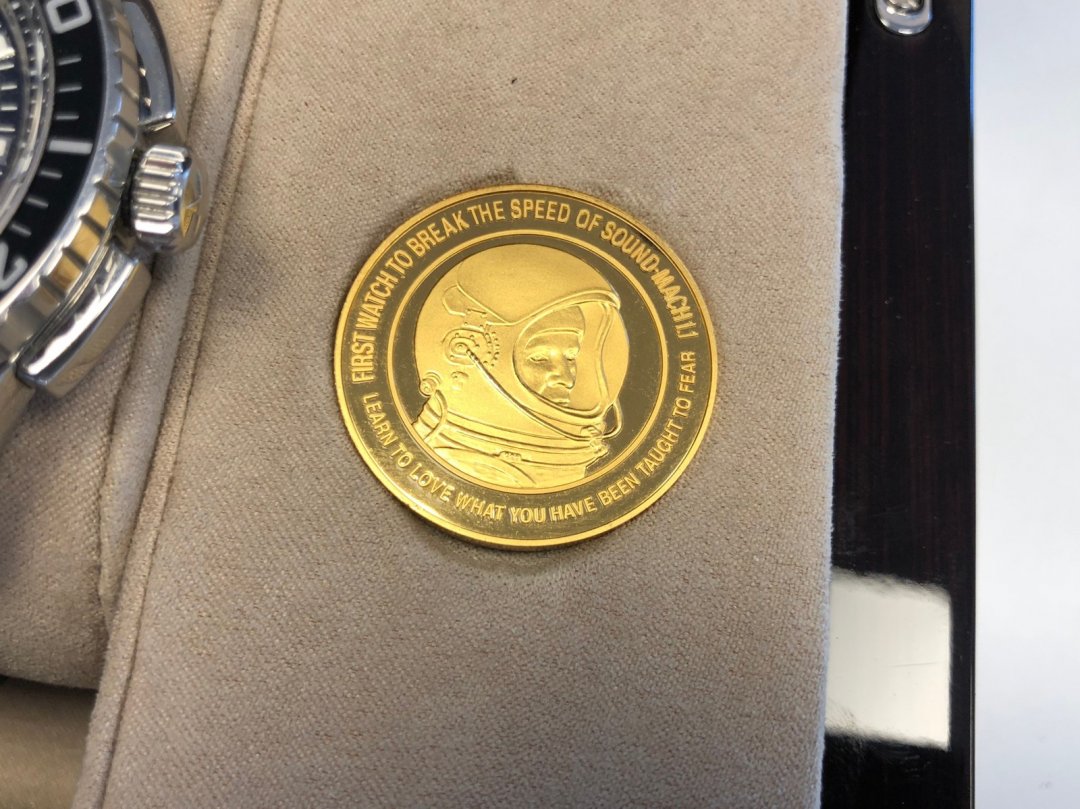 FIRST WATCH TO BREAK THE SPEED OF SOUND-MACH 1.1
LEARN TO LOVE WHAT YOU HAVE BEEN TAUGHT TO FEAR